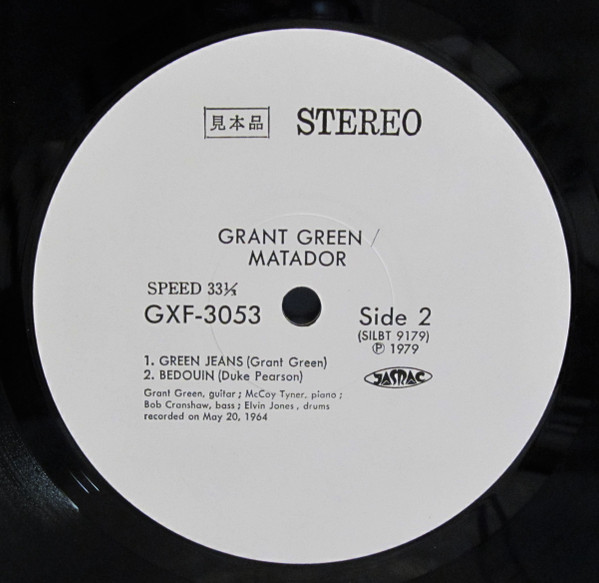 見本品 STEREO
GRANT GREEN /
MATADOR
SPEED 33⅓
GXF-3053
Side 2
(SILBT 9179)
Ⓟ 1979
1. GREEN JEANS (Grant Green)
2. BEDOUIN (Duke Pearson)
JASRAC
Grant Green, guitar ; McCoy Tyner, piano ;
Bob Cranshaw, bass ; Elvin Jones , drums
recorded on May 20, 1964